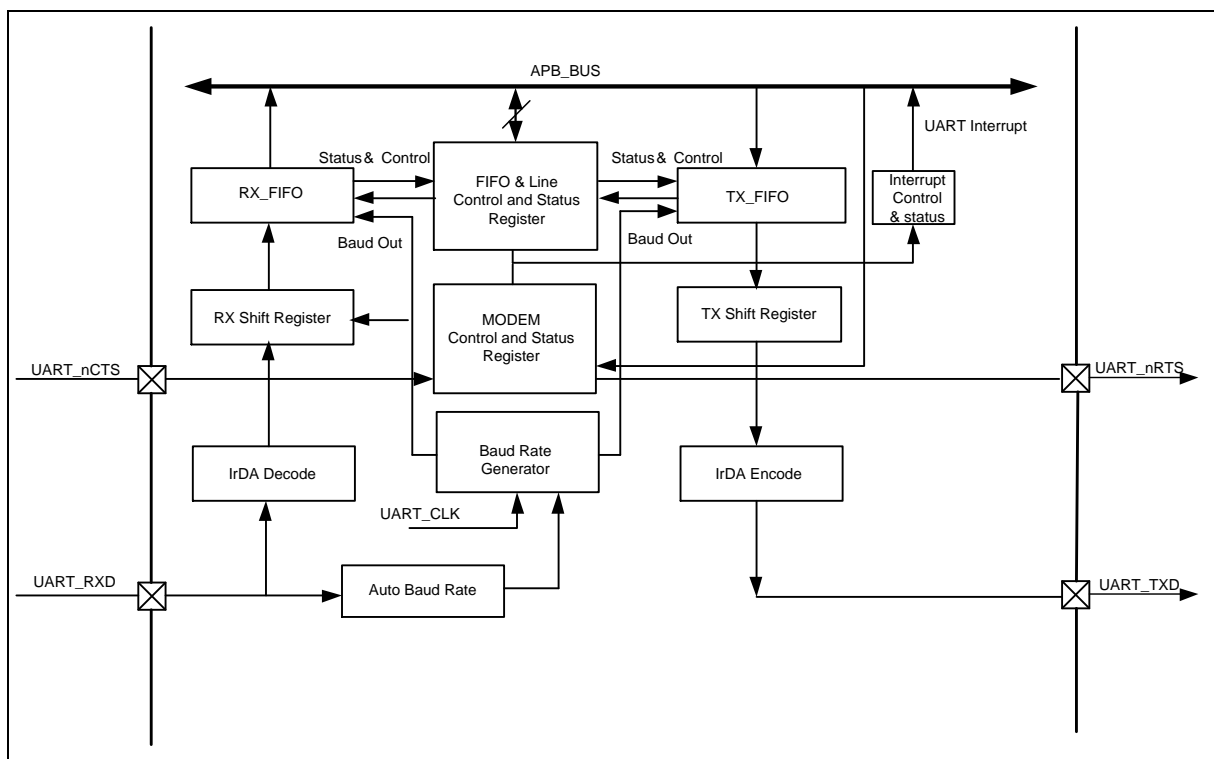 APB_BUS
UART Interrupt
Status & Control
Status & Control
RX_FIFO
FIFO & Line
Control and Status
Register
TX_FIFO
Interrupt
Control
& status
Baud Out
Baud Out
RX Shift Register
MODEM
Control and Status
Register
TX Shift Register
UART_nCTS
UART_nRTS
IrDA Decode
Baud Rate
Generator
IrDA Encode
UART_CLK
UART_RXD
Auto Baud Rate
UART_TXD